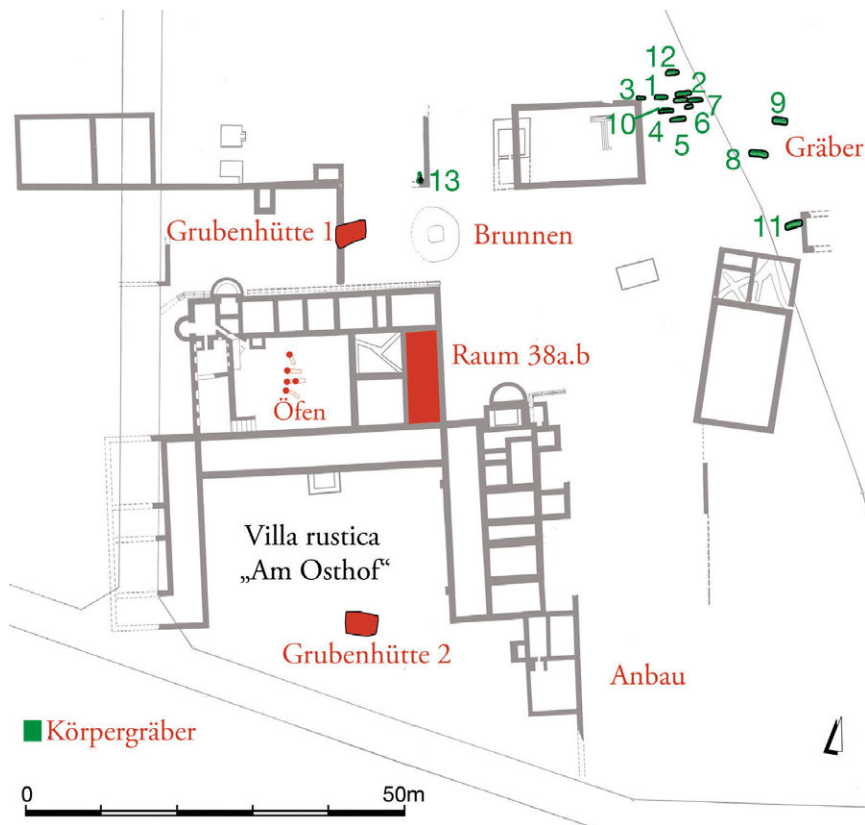 12
3 1 2
7
9
10 4 6
5
8
Gräber
13
11
Grubenhütte 1
Brunnen
Raum 38a.b
Öfen
Villa rustica
„Am Osthof“
Grubenhütte 2
Anbau
Körpergräber
0 50m